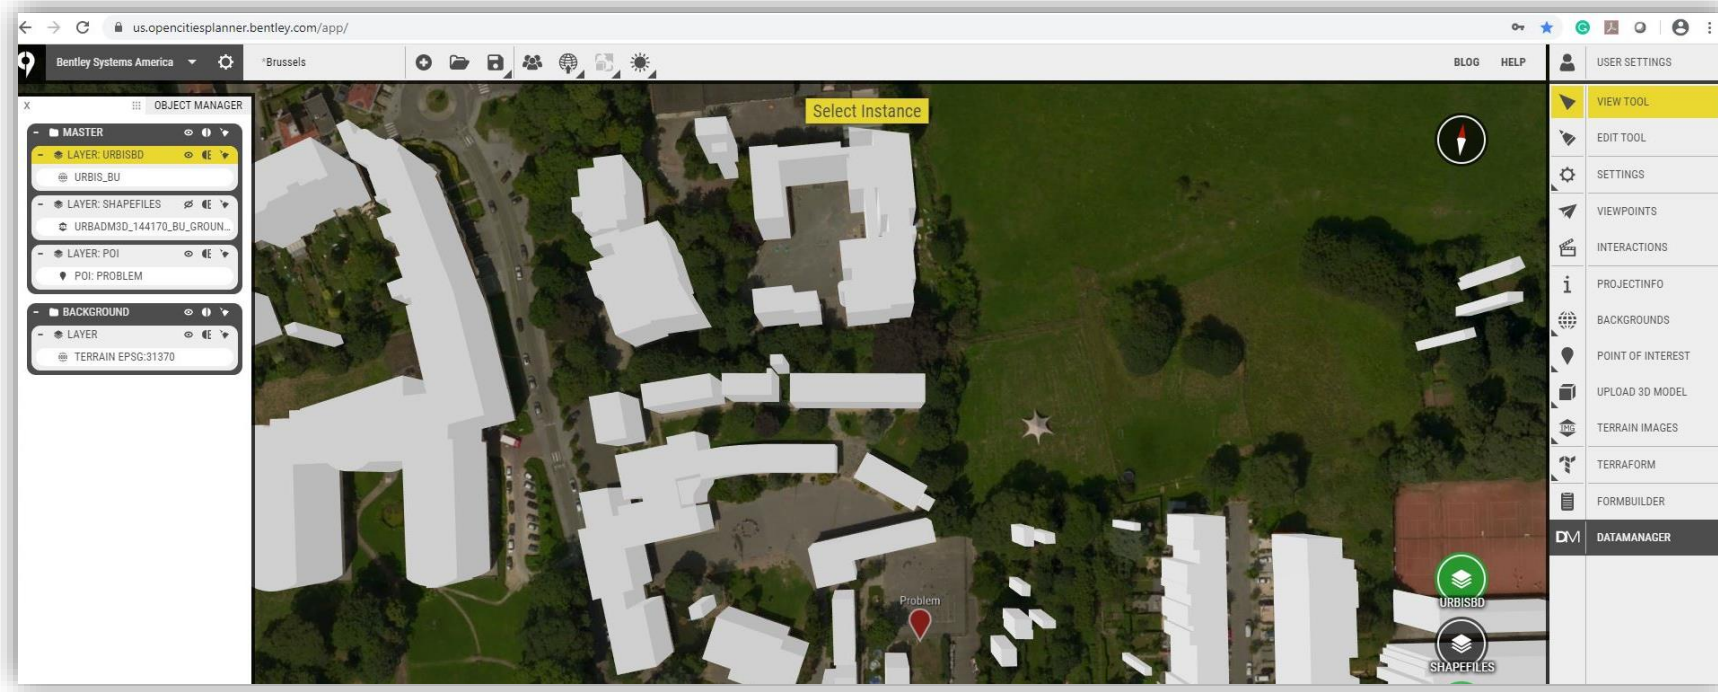 us.opencitiesplanner.bentley.com/app/
Bentley Systems America
*Brussels
BLOG HELP
USER SETTINGS
X OBJECT MANAGER
- MASTER
- LAYER: URBISBD
URBIS_BU
- LAYER: SHAPEFILES
URBADM3D_144170_BU_GROUN...
- LAYER: POI
POI: PROBLEM
- BACKGROUND
- LAYER
TERRAIN EPSG:31370
Select Instance
Problem
URBISBD
SHAPEFILES
VIEW TOOL
EDIT TOOL
SETTINGS
VIEWPOINTS
INTERACTIONS
i PROJECTINFO
BACKGROUNDS
POINT OF INTEREST
UPLOAD 3D MODEL
IMG TERRAIN IMAGES
TERRAFORM
FORMBUILDER
DM DATAMANAGER